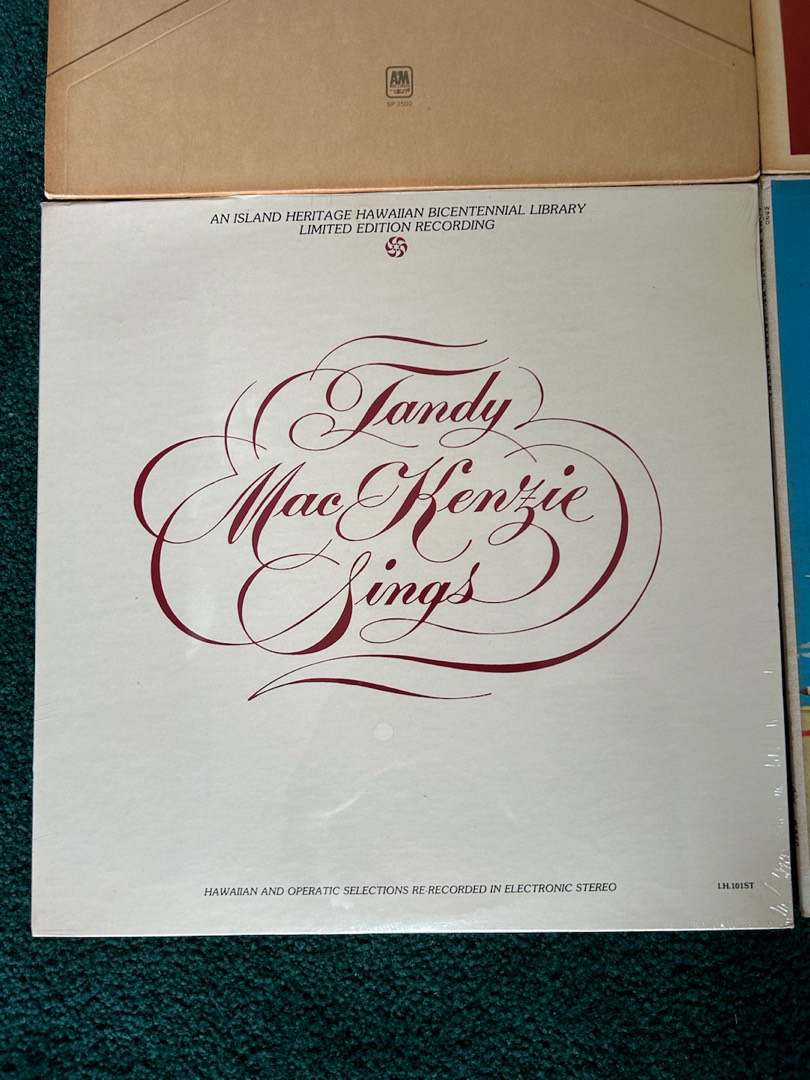 A&M
RECORDS
SP 3502
AN ISLAND HERITAGE HAWAIIAN BICENTENNIAL LIBRARY
LIMITED EDITION RECORDING
Tandy
MacKenzie
Sings
HAWAIIAN AND OPERATIC SELECTIONS RE-RECORDED IN ELECTRONIC STEREO
I.H.101ST